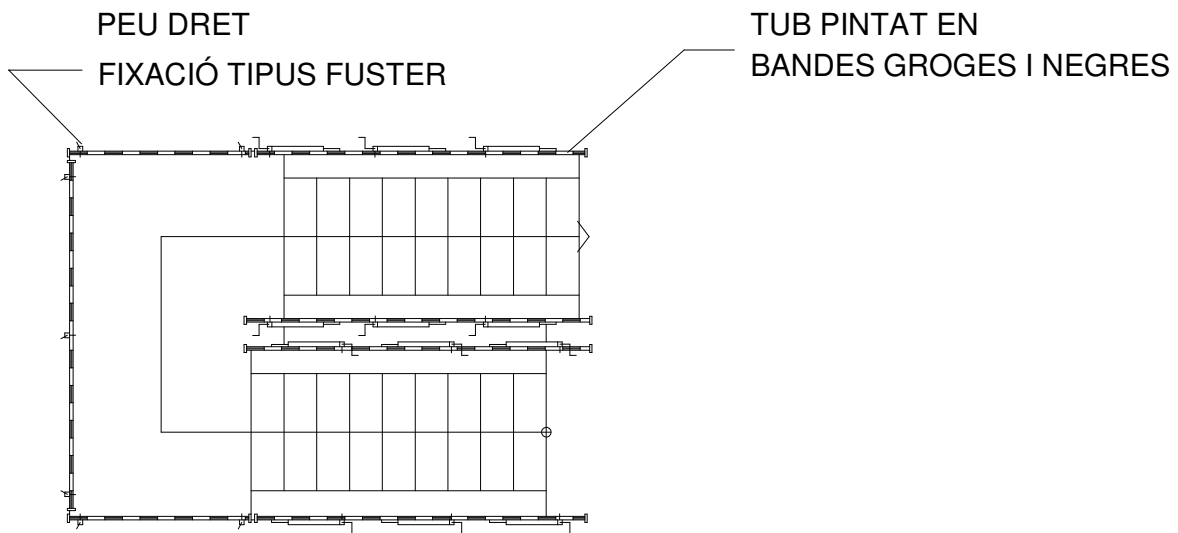 PEU DRET
FIXACIÓ TIPUS FUSTER
TUB PINTAT EN
BANDES GROGES I NEGRES